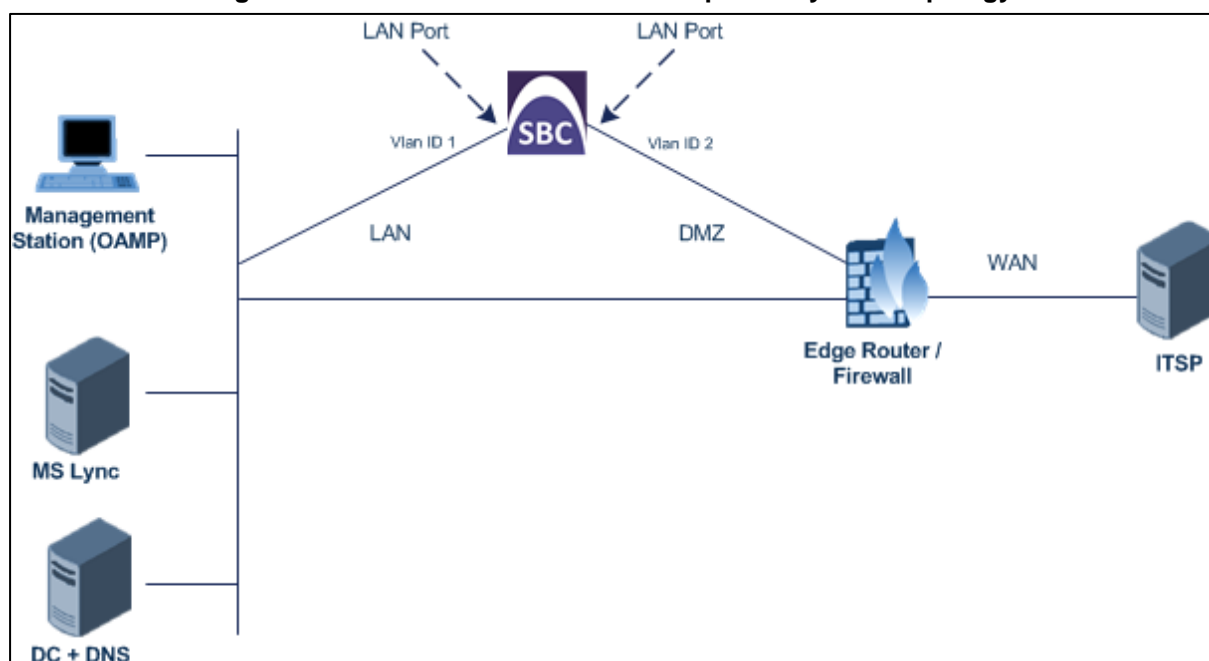 LAN Port
LAN Port
SBC
Vlan ID 1
Vlan ID 2
Management
Station (OAMP)
LAN
DMZ
WAN
Edge Router /
Firewall
ITSP
MS Lync
DC + DNS